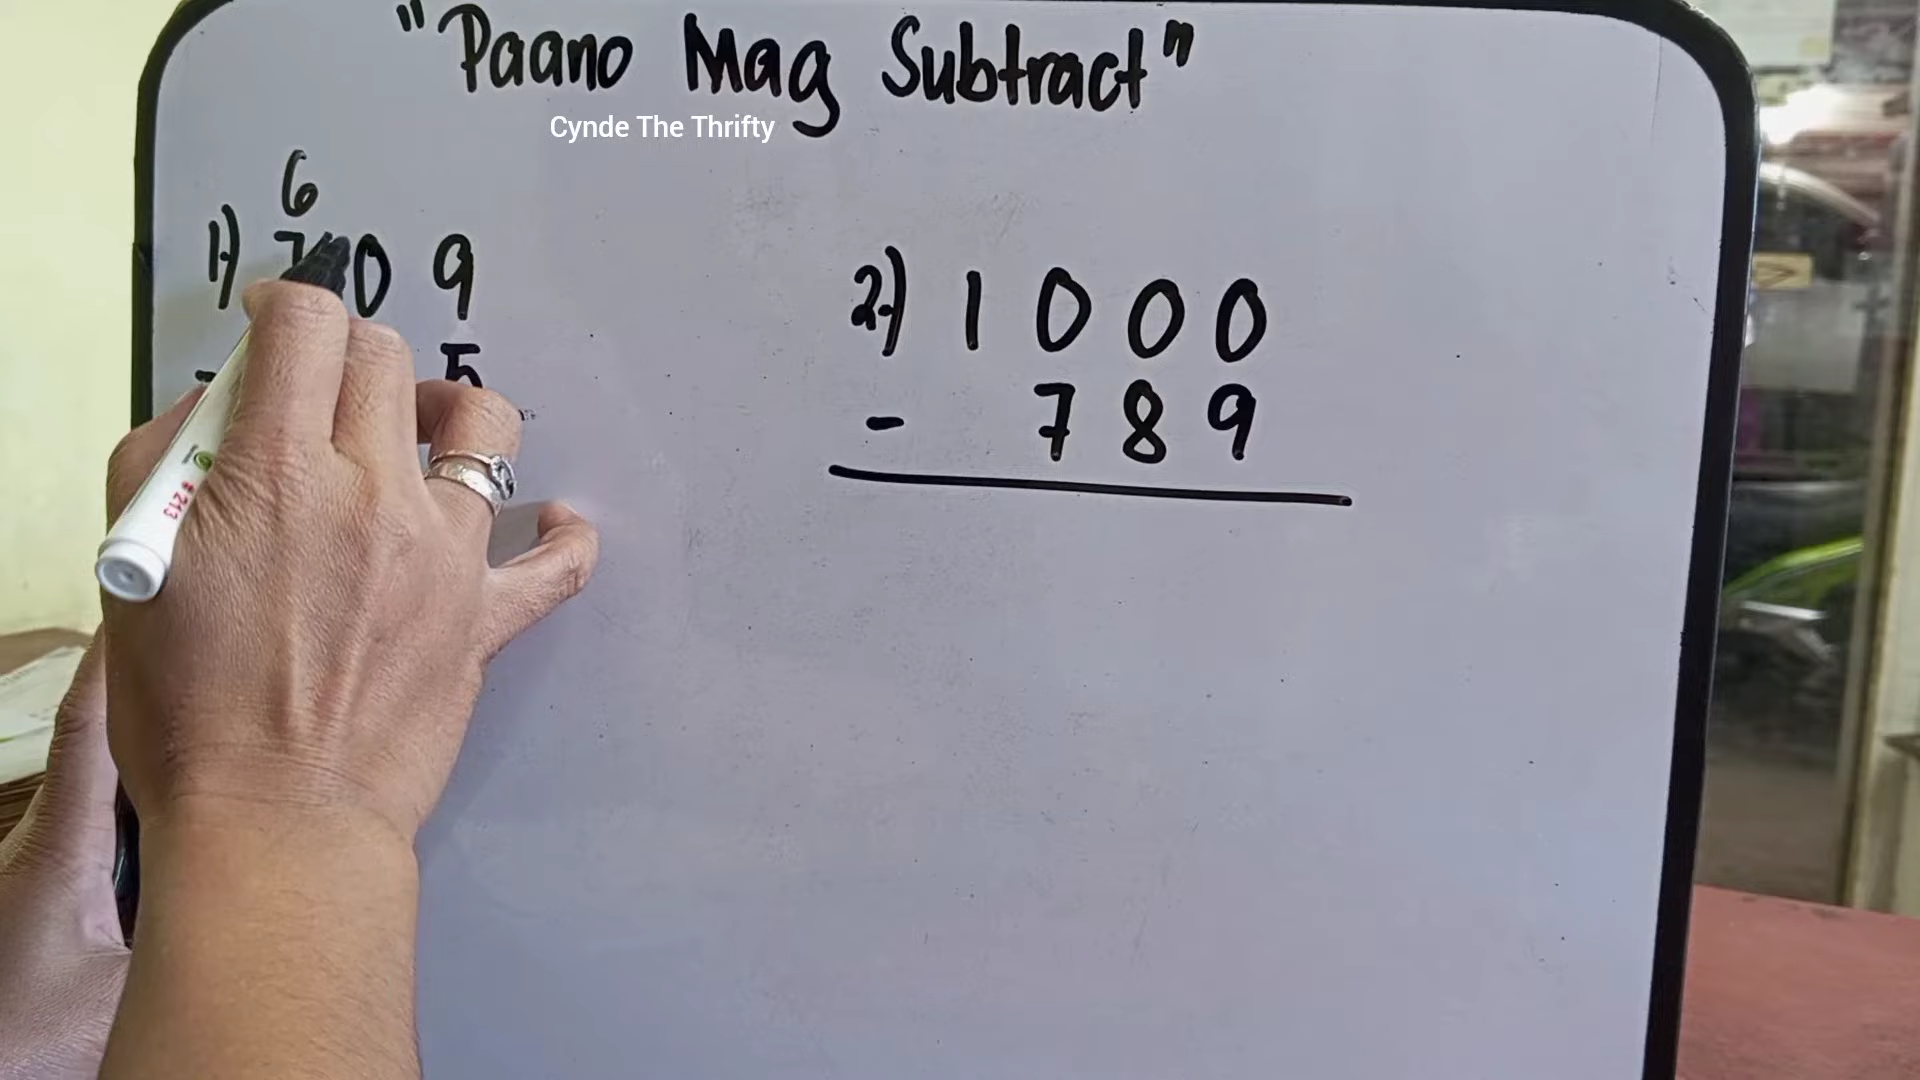 "Paano Mag Subtract"
Cynde The Thrifty
6
1) 7 0 9
- 5
2) 1 0 0 0
- 7 8 9
#213